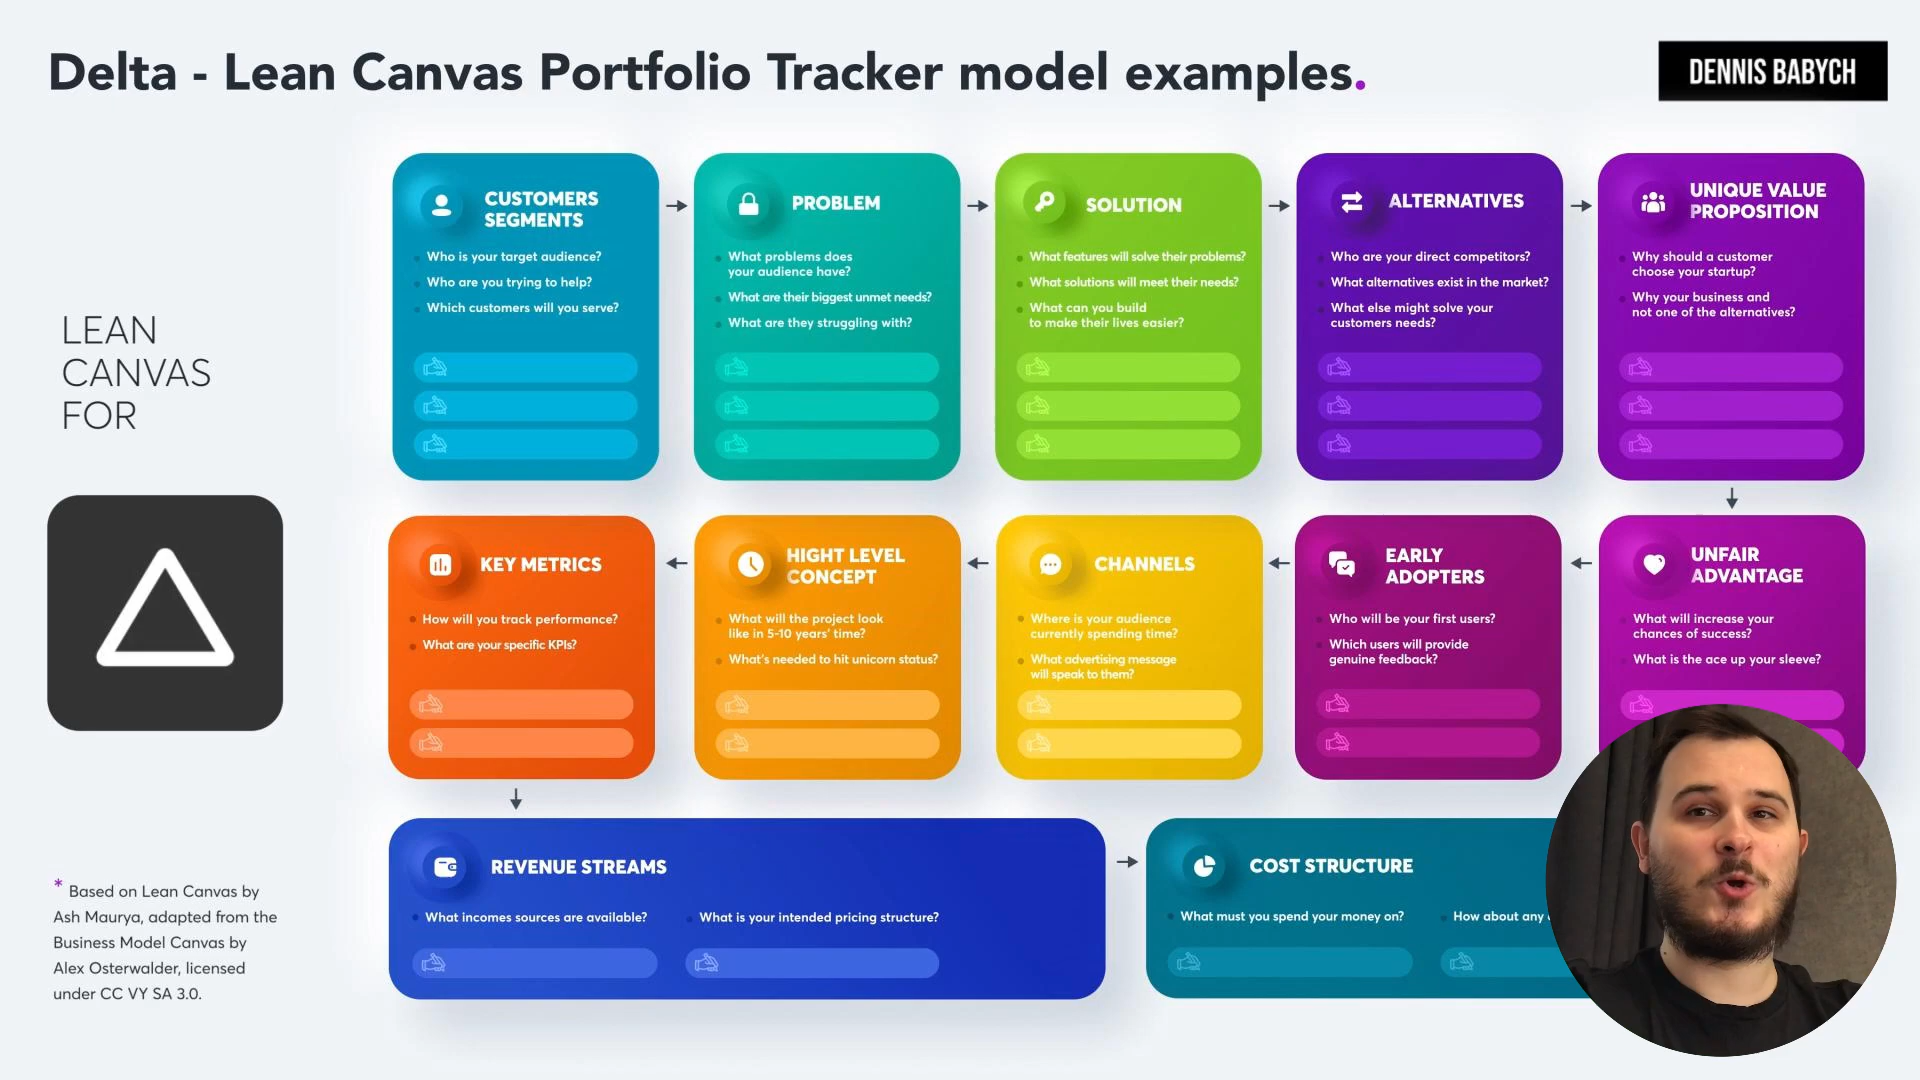 Delta - Lean Canvas Portfolio Tracker model examples.
DENNIS BABYCH
LEAN
CANVAS
FOR
* Based on Lean Canvas by
Ash Maurya, adapted from the
Business Model Canvas by
Alex Osterwalder, licensed
under CC VY SA 3.0.
CUSTOMERS
SEGMENTS
Who is your target audience?
Who are you trying to help?
Which customers will you serve?
PROBLEM
What problems does
your audience have?
What are their biggest unmet needs?
What are they struggling with?
SOLUTION
What features will solve their problems?
What solutions will meet their needs?
What can you build
to make their lives easier?
ALTERNATIVES
Who are your direct competitors?
What alternatives exist in the market?
What else might solve your
customers needs?
UNIQUE VALUE
PROPOSITION
Why should a customer
choose your startup?
Why your business and
not one of the alternatives?
KEY METRICS
How will you track performance?
What are your specific KPIs?
HIGHT LEVEL
CONCEPT
What will the project look
like in 5-10 years' time?
What's needed to hit unicorn status?
CHANNELS
Where is your audience
currently spending time?
What advertising message
will speak to them?
EARLY
ADOPTERS
Who will be your first users?
Which users will provide
genuine feedback?
UNFAIR
ADVANTAGE
What will increase your
chances of success?
What is the ace up your sleeve?
REVENUE STREAMS
What incomes sources are available?
What is your intended pricing structure?
COST STRUCTURE
What must you spend your money on?
How about any